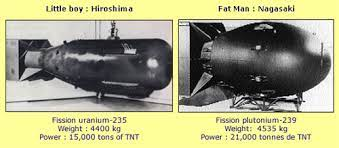 Little boy : Hiroshima
Fission uranium-235
Weight : 4400 kg
Power : 15,000 tons of TNT
Fat Man : Nagasaki
Fission plutonium-239
Weight: 4535 kg
Power : 21,000 tonnes de TNT